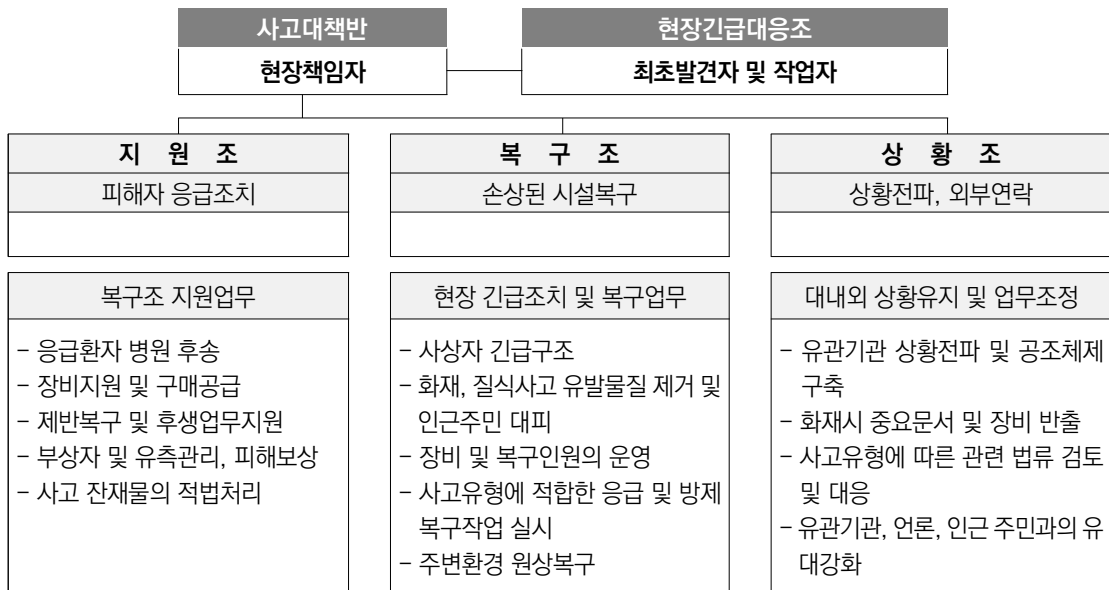 사고대책반
현장책임자
현장긴급대응조
최초발견자 및 작업자
지 원 조
피해자 응급조치
복구조 지원업무
- 응급환자 병원 후송
- 장비지원 및 구매공급
- 제반복구 및 후생업무지원
- 부상자 및 유측관리, 피해보상
- 사고 잔재물의 적법처리
복 구 조
손상된 시설복구
현장 긴급조치 및 복구업무
- 사상자 긴급구조
- 화재, 질식사고 유발물질 제거 및
인근주민 대피
- 장비 및 복구인원의 운영
- 사고유형에 적합한 응급 및 방제
복구작업 실시
- 주변환경 원상복구
상 황 조
상황전파, 외부연락
대내외 상황유지 및 업무조정
- 유관기관 상황전파 및 공조체제
구축
- 화재시 중요문서 및 장비 반출
- 사고유형에 따른 관련 법류 검토
및 대응
- 유관기관, 언론, 인근 주민과의 유
대강화